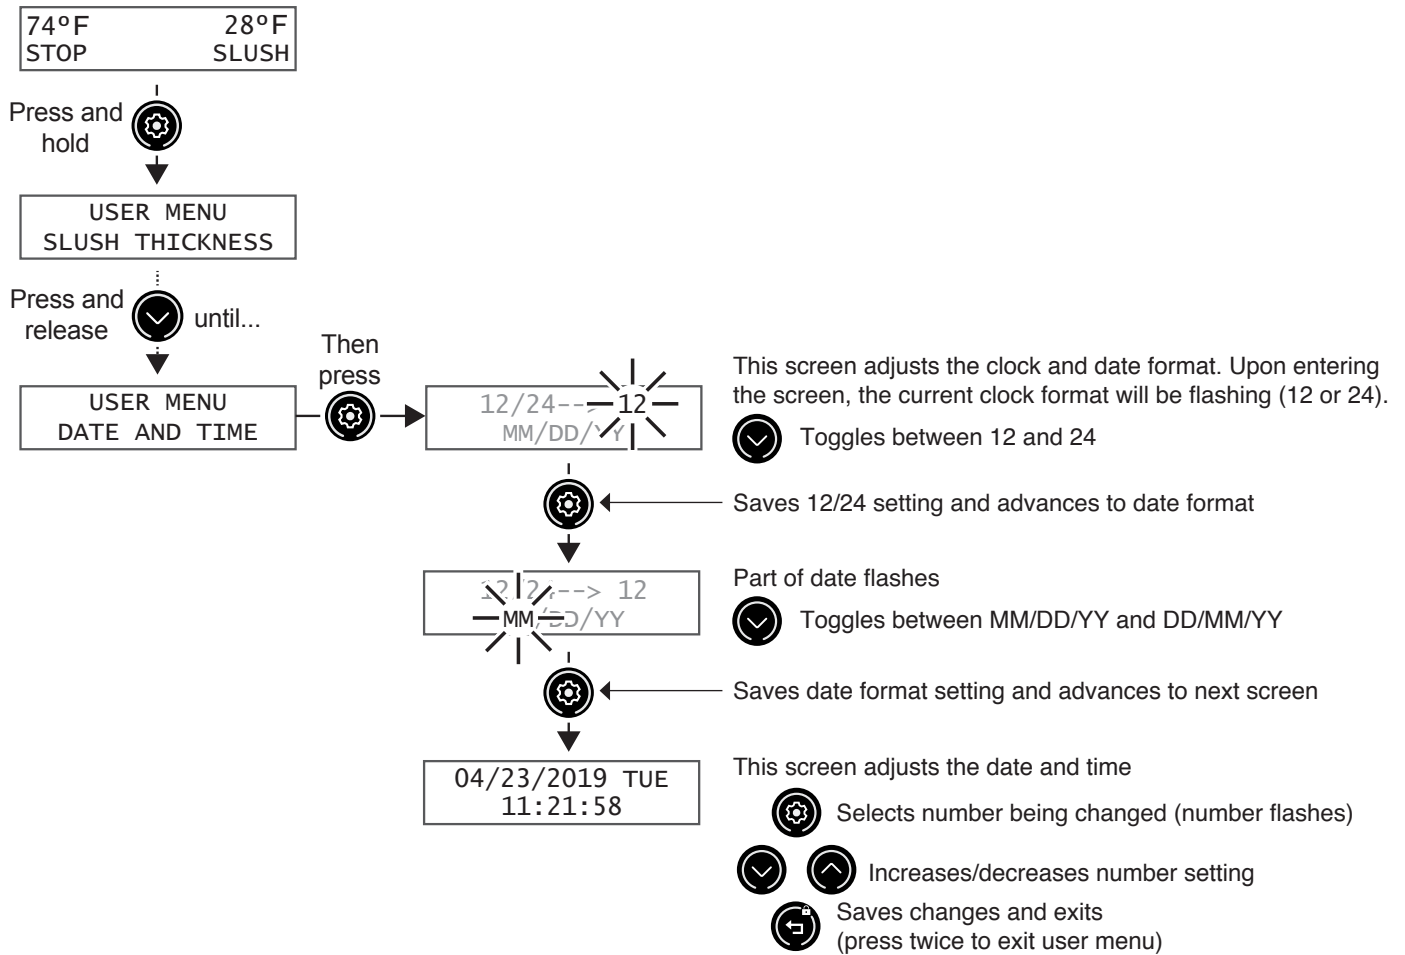 74°F 28°F
STOP SLUSH
Press and
hold
USER MENU
SLUSH THICKNESS
Press and
release
until...
USER MENU
DATE AND TIME
Then
press
12/24--> 12
MM/DD/YY
This screen adjusts the clock and date format. Upon entering
the screen, the current clock format will be flashing (12 or 24).
Toggles between 12 and 24
Saves 12/24 setting and advances to date format
12/24--> 12
MM/DD/YY
Part of date flashes
Toggles between MM/DD/YY and DD/MM/YY
Saves date format setting and advances to next screen
04/23/2019 TUE
11:21:58
This screen adjusts the date and time
Selects number being changed (number flashes)
Increases/decreases number setting
Saves changes and exits
(press twice to exit user menu)